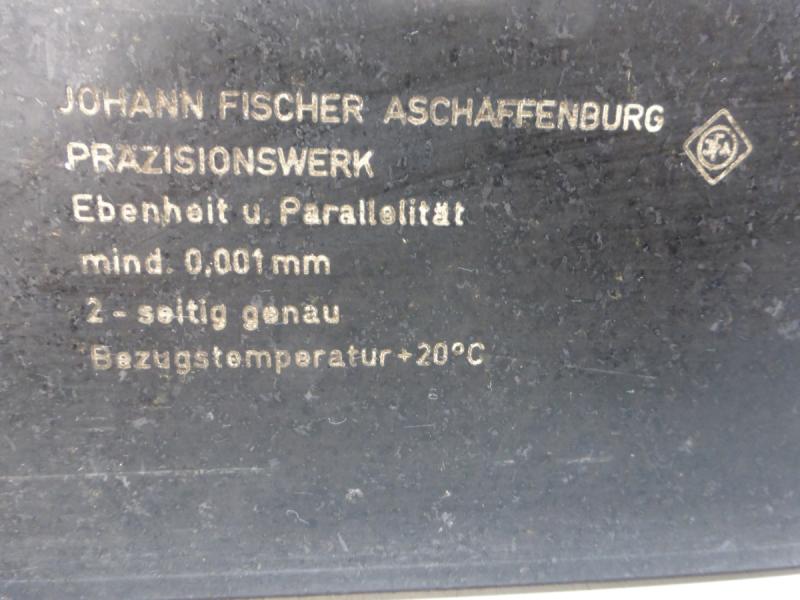 JOHANN FISCHER ASCHAFFENBURG
PRÄZISIONSWERK
Ebenheit u. Parallelität
mind. 0,001 mm
2 - seitig genau
Bezugstemperatur +20°C